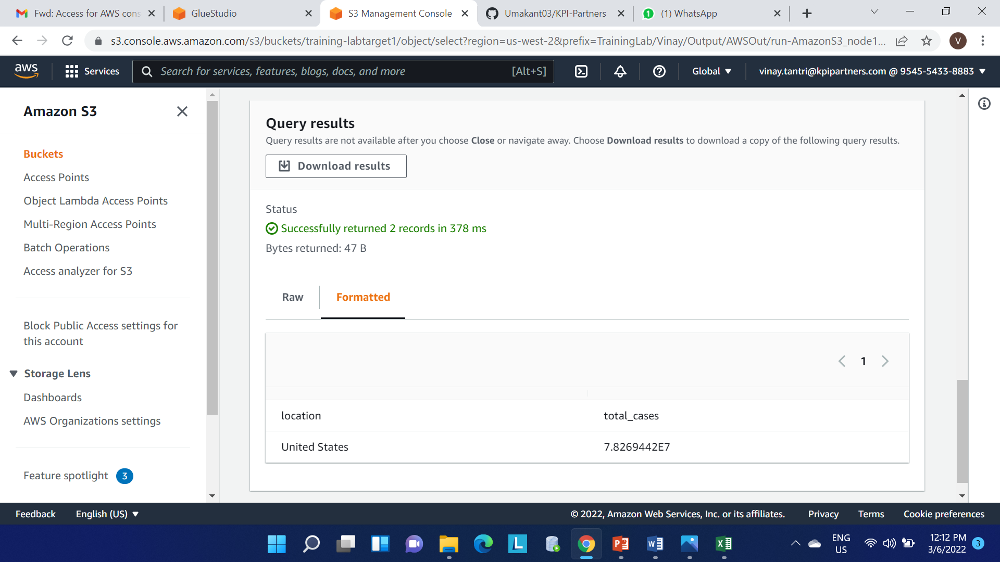 Fwd: Access for AWS cons
GlueStudio
S3 Management Console
Umakant03/KPI-Partners
1
(1) WhatsApp
s3.console.aws.amazon.com/s3/buckets/training-labtarget1/object/select?region=us-west-2&prefix=TrainingLab/Vinay/Output/AWSOut/run-AmazonS3_node1...
V
aws
Services
Search for services, features, blogs, docs, and more
[Alt+S]
Global
vinay.tantri@kpipartners.com @ 9545-5433-8883
Amazon S3
Buckets
Access Points
Object Lambda Access Points
Multi-Region Access Points
Batch Operations
Access analyzer for S3
Block Public Access settings for
this account
Storage Lens
Dashboards
AWS Organizations settings
Feature spotlight 3
Query results
Query results are not available after you choose Close or navigate away. Choose Download results to download a copy of the following query results.
Download results
Status
Successfully returned 2 records in 378 ms
Bytes returned: 47 B
Raw
Formatted
1
location total_cases
United States 7.8269442E7
Feedback
English (US)
© 2022, Amazon Web Services, Inc. or its affiliates.
Privacy
Terms
Cookie preferences
L
P
W
X
ENG
US
12:12 PM
3/6/2022
3